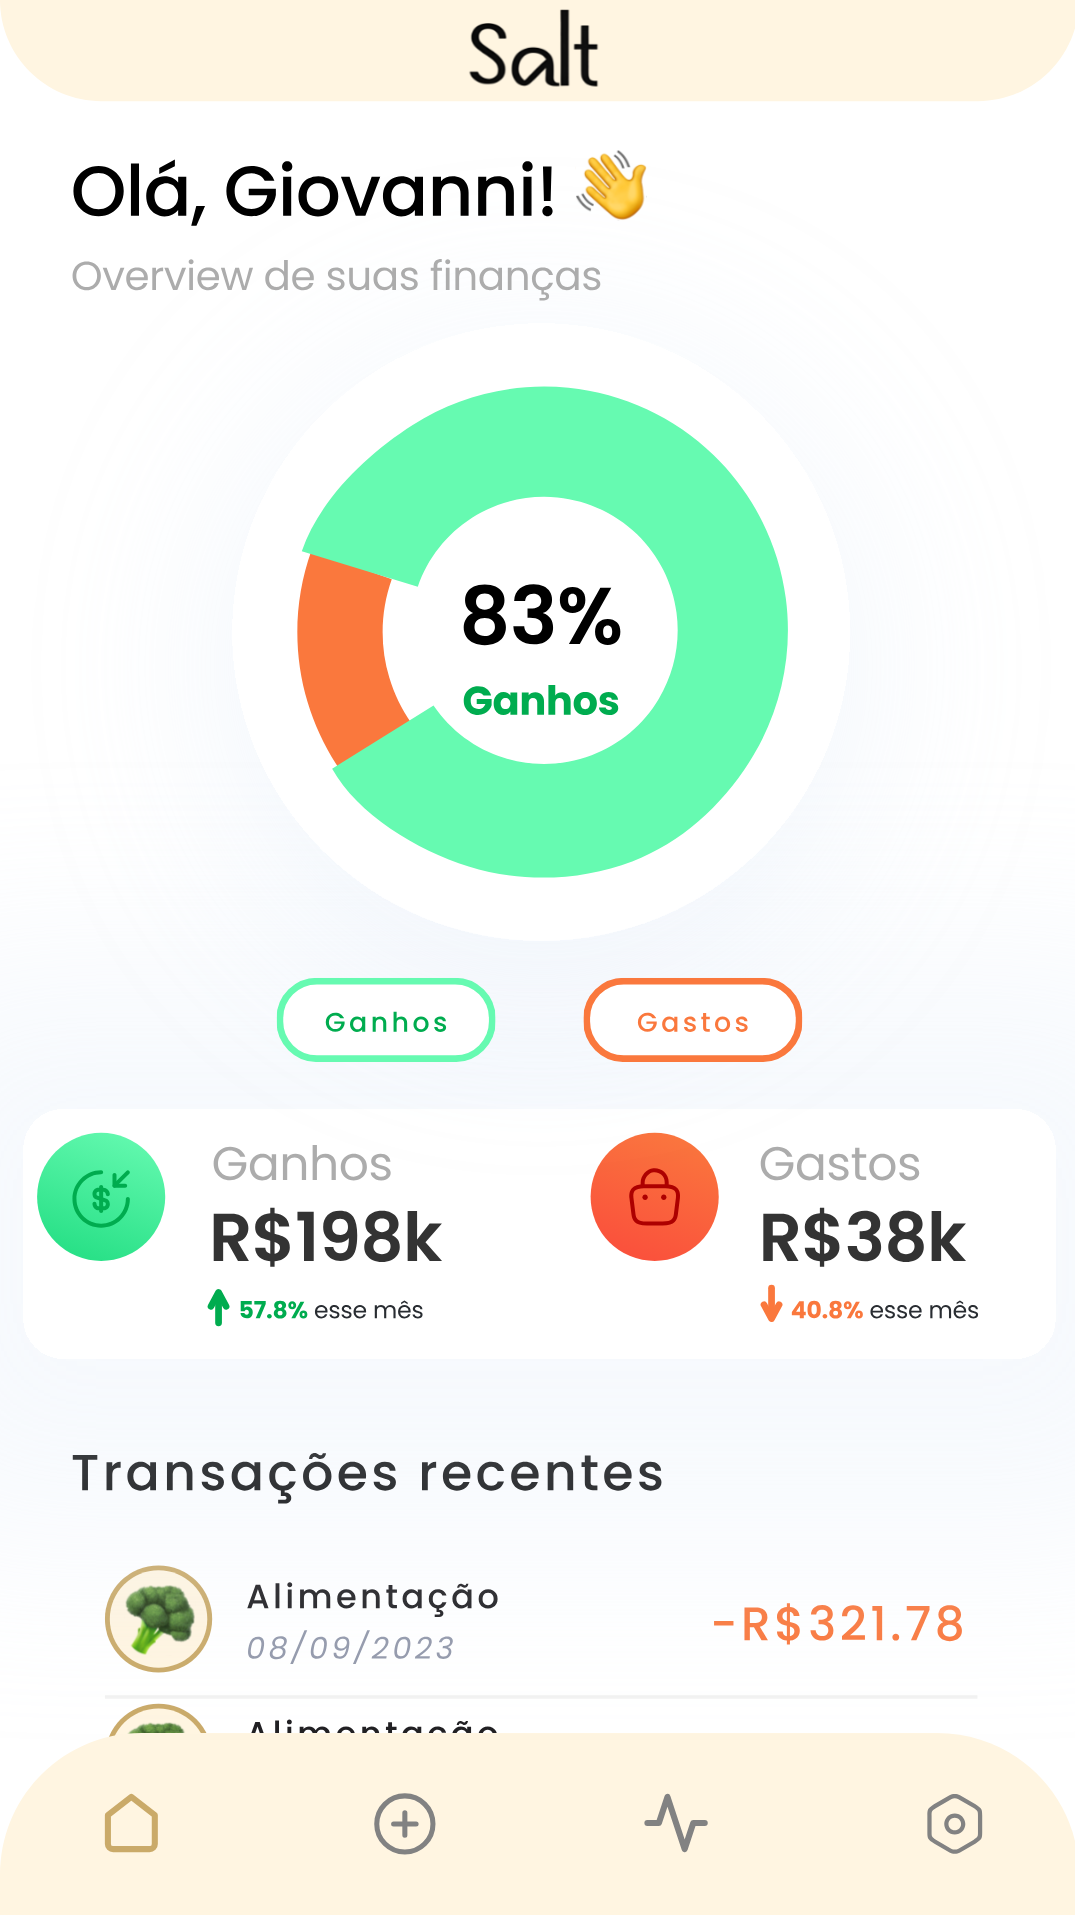 Salt
Olá, Giovanni! 👋
Overview de suas finanças
83%
Ganhos
Ganhos
Gastos
Ganhos
R$198k
57.8% esse mês
Gastos
R$38k
40.8% esse mês
Transações recentes
Alimentação
08/09/2023
-R$321.78
Alimentação